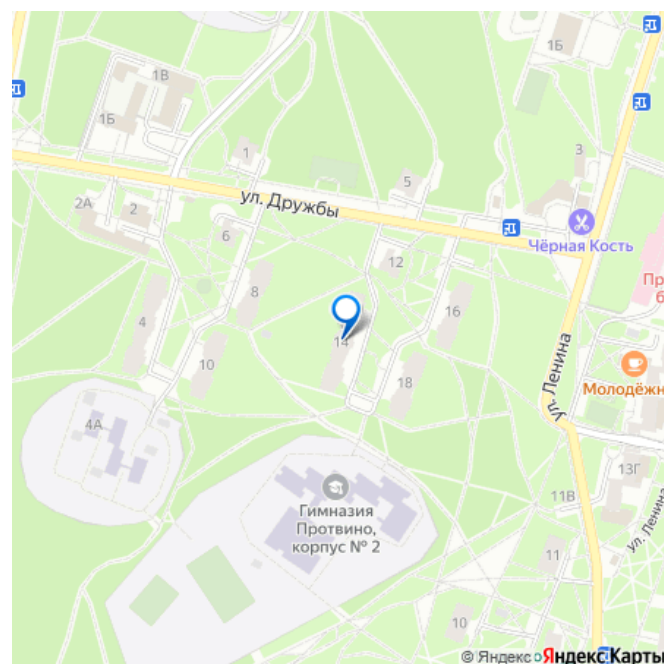 1Б
1В
1Б
1
3
5
2А
2
ул. Дружбы
6
12
Чёрная Кость
8
16
4
14
10
18
ул. Ленина
Молодёжн
4А
13Г
Гимназия
Протвино,
корпус № 2
11В
ул. Ленина
11
10
© Яндекс
Яндекс Карты